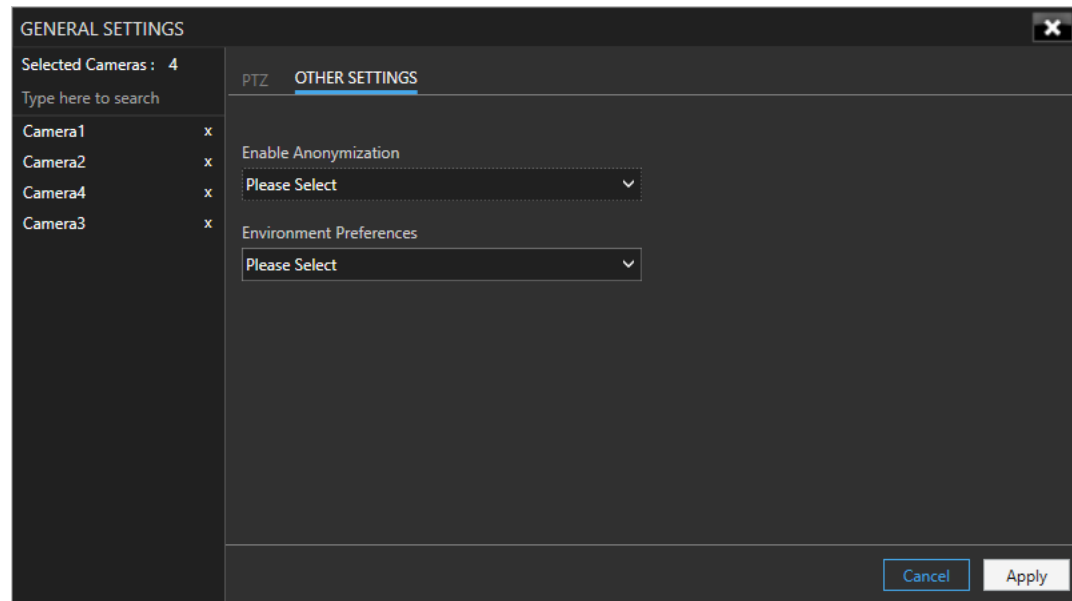 GENERAL SETTINGS
Selected Cameras : 4
Type here to search
Camera1 x
Camera2 x
Camera4 x
Camera3 x
PTZ OTHER SETTINGS
Enable Anonymization
Please Select
Environment Preferences
Please Select
Cancel Apply